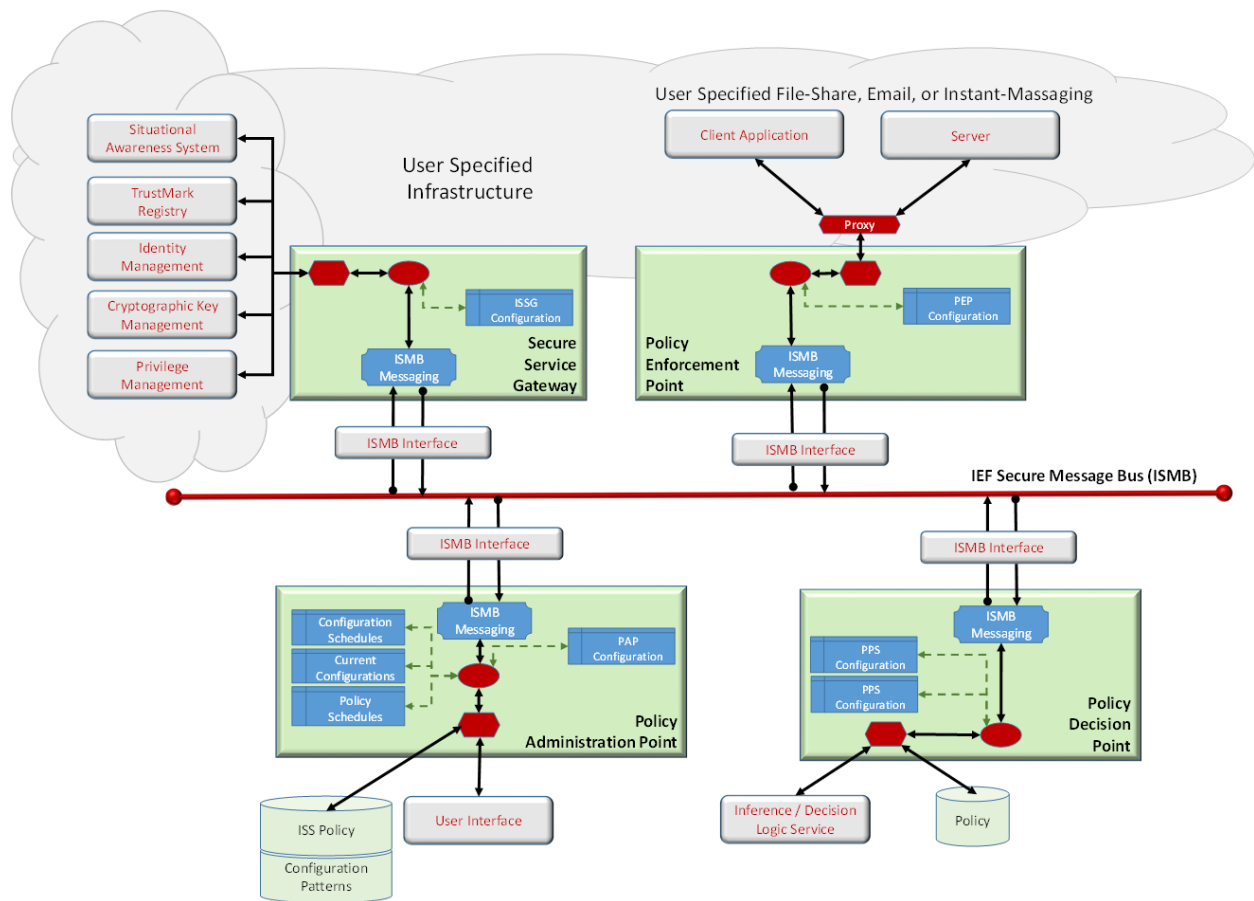 User Specified File-Share, Email, or Instant-Massaging
Client Application
Server
Situational
Awareness System
User Specified
Infrastructure
TrustMark
Registry
Identity
Management
Cryptographic Key
Management
Privilege
Management
Proxy
ISSG
Configuration
Secure
Service
Gateway
ISMB
Messaging
PEP
Configuration
Policy
Enforcement
Point
ISMB
Messaging
ISMB Interface
ISMB Interface
IEF Secure Message Bus (ISMB)
ISMB Interface
ISMB Interface
ISMB
Messaging
Configuration
Schedules
Current
Configurations
Policy
Schedules
PAP
Configuration
Policy
Administration Point
ISMB
Messaging
PPS
Configuration
PPS
Configuration
Policy
Decision
Point
ISS Policy
Configuration
Patterns
User Interface
Inference / Decision
Logic Service
Policy